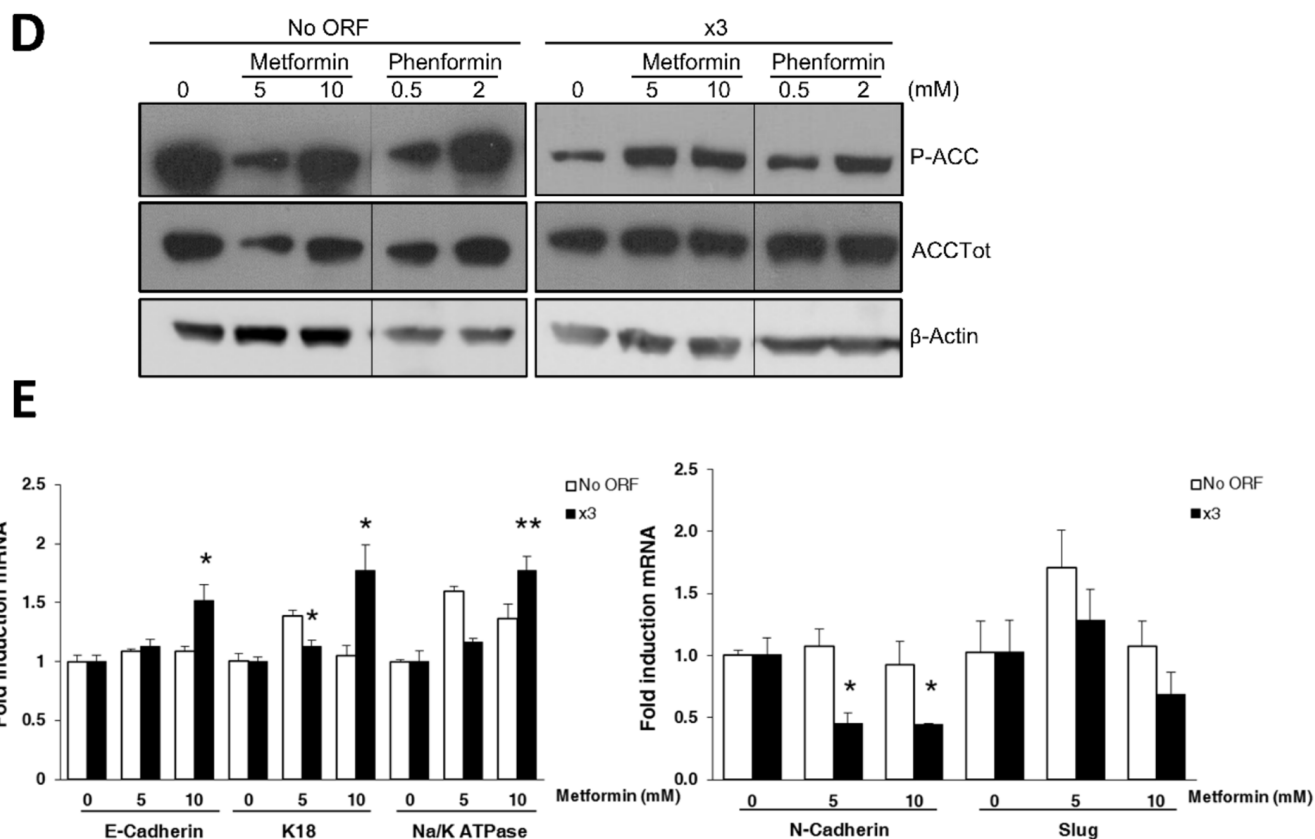 D
No ORF
x3
Metformin Phenformin Metformin Phenformin
0 5 10 0.5 2 0 5 10 0.5 2 (mM)
P-ACC
ACCTot
β-Actin
E
2.5
2
1.5
1
0.5
0
Fold induction mRNA
No ORF
x3
* * * **
0 5 10 0 5 10 0 5 10 Metformin (mM)
E-Cadherin K18 Na/K ATPase
2.5
2.0
1.5
1.0
0.5
0.0
Fold induction mRNA
No ORF
x3
* *
0 5 10 0 5 10 Metformin (mM)
N-Cadherin Slug